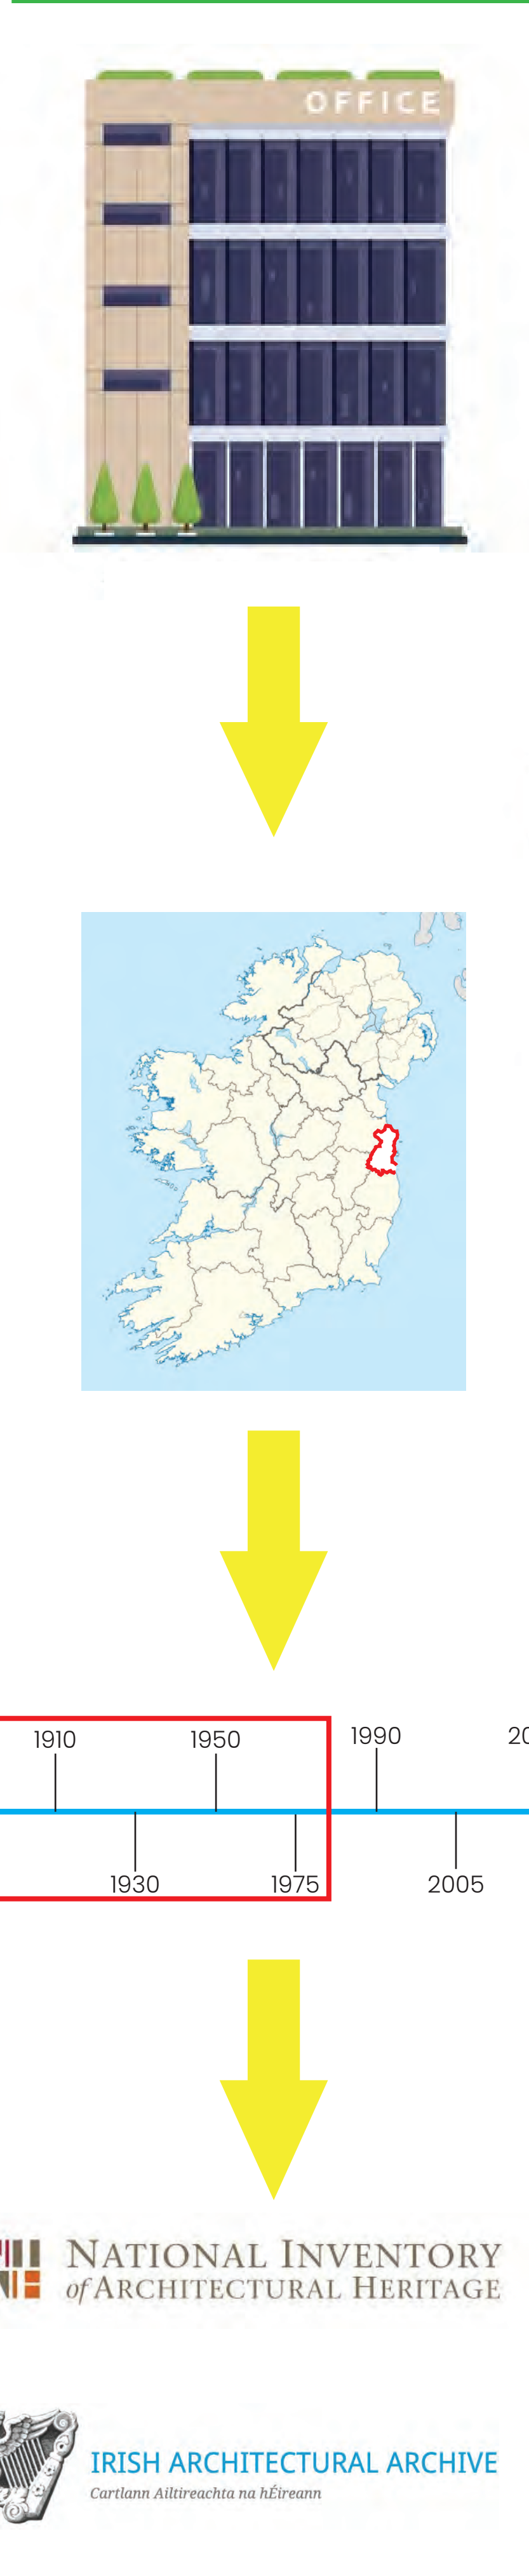 OFFICE
1910
1950
1990
20
1930
1975
2005
NATIONAL INVENTORY
of ARCHITECTURAL HERITAGE
IRISH ARCHITECTURAL ARCHIVE
Cartlann Ailtireachta na hÉireann